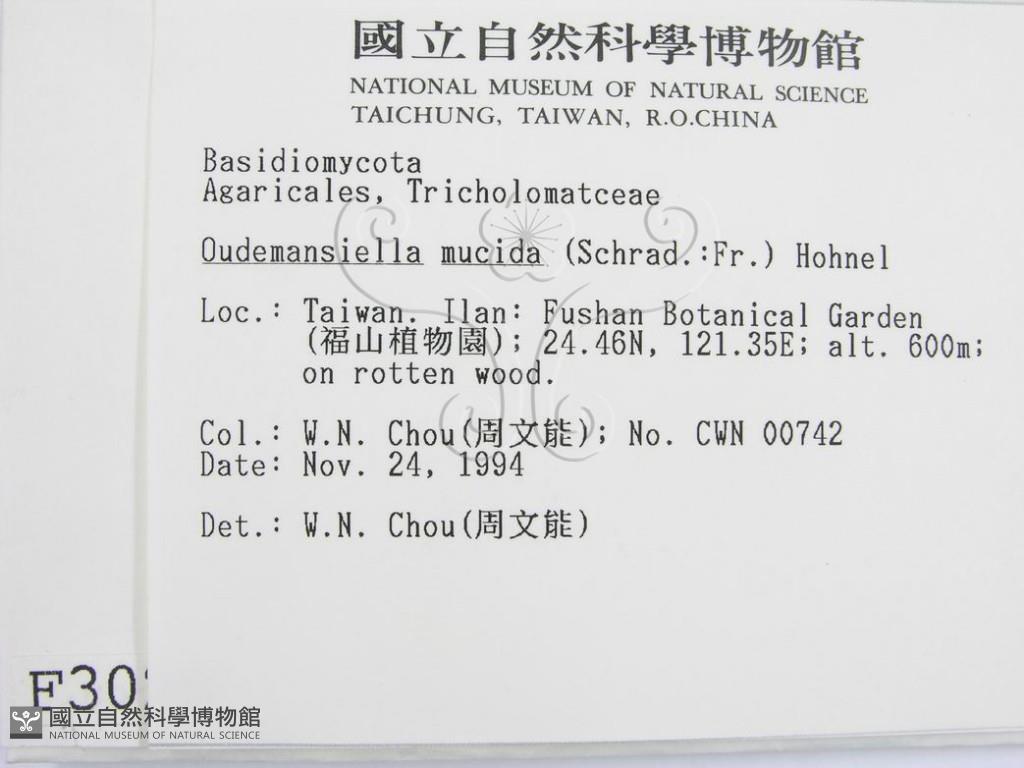 國立自然科學博物館
NATIONAL MUSEUM OF NATURAL SCIENCE
TAICHUNG, TAIWAN, R.O.CHINA
Basidiomycota
Agaricales, Tricholomatceae
Oudemansiella mucida (Schrad.:Fr.) Hohnel
Loc.: Taiwan. Ilan: Fushan Botanical Garden
(福山植物園); 24.46N, 121.35E; alt. 600m;
on rotten wood.
Col.: W.N. Chou(周文能); No. CWN 00742
Date: Nov. 24, 1994
Det.: W.N. Chou(周文能)
F30
國立自然科學博物館
NATIONAL MUSEUM OF NATURAL SCIENCE